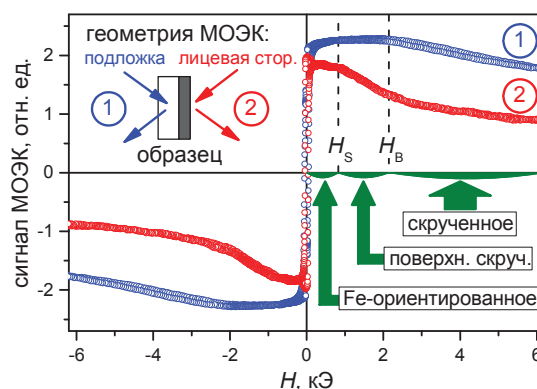 геометрия МОЭК:
подложка
лицевая стор.
1
2
образец
1
2
H_S
H_B
скрученное
поверхн. скруч.
Fe-ориентированное
сигнал МОЭК, отн. ед.
2
1
0
-1
-2
-6 -4 -2 0 2 4 6
H, кЭ